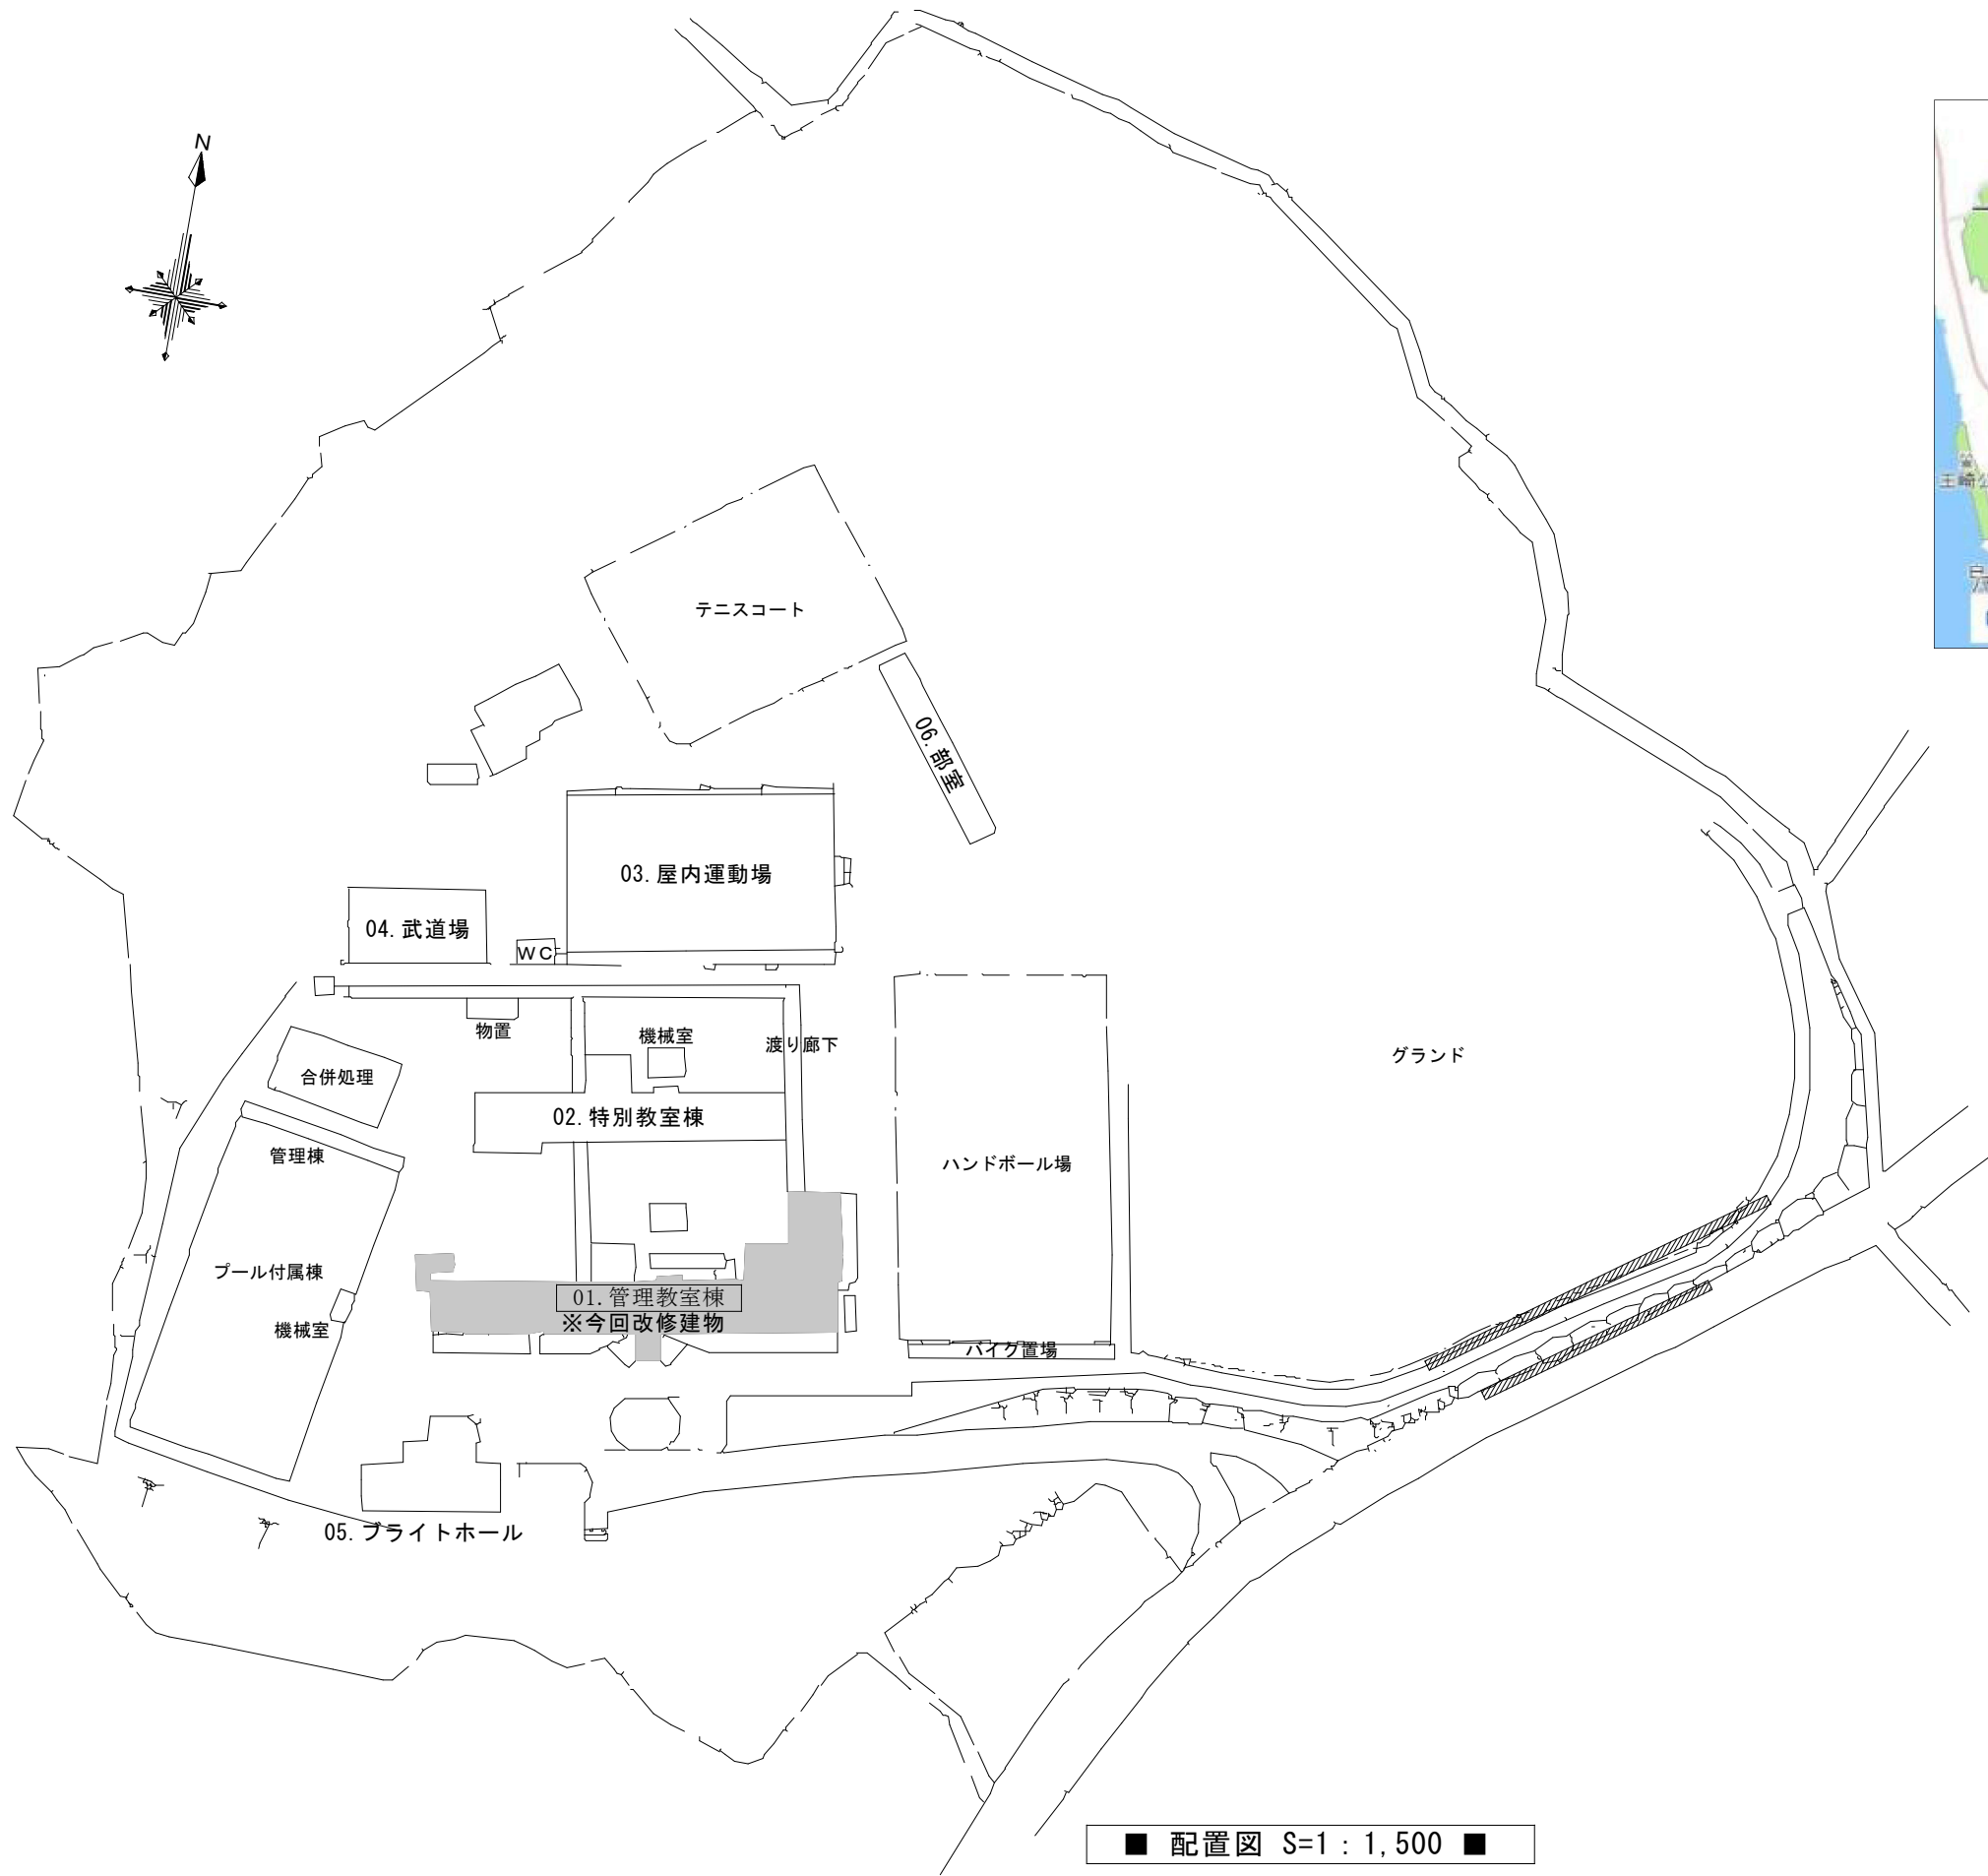 N
テニスコート
06.部室
03.屋内運動場
04.武道場
WC
物置
機械室
渡り廊下
グランド
合併処理
02.特別教室棟
管理棟
ハンドボール場
プール付属棟
01.管理教室棟
※今回改修建物
機械室
バイク置場
05.ブライトホール
■ 配置図 S=1：1,500 ■